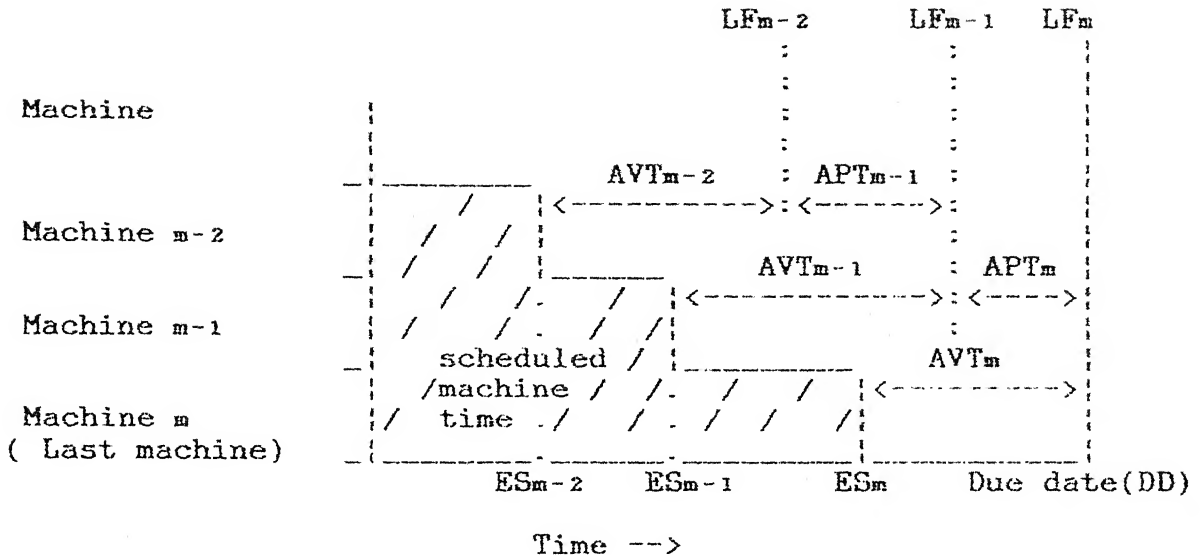 LFm-2 LFm-1 LFm
Machine
AVTm-2 APTm-1
Machine m-2
AVTm-1 APTm
Machine m-1
scheduled AVTm
/machine
Machine m time
( Last machine)
ESm-2 ESm-1 ESm Due date(DD)
Time -->